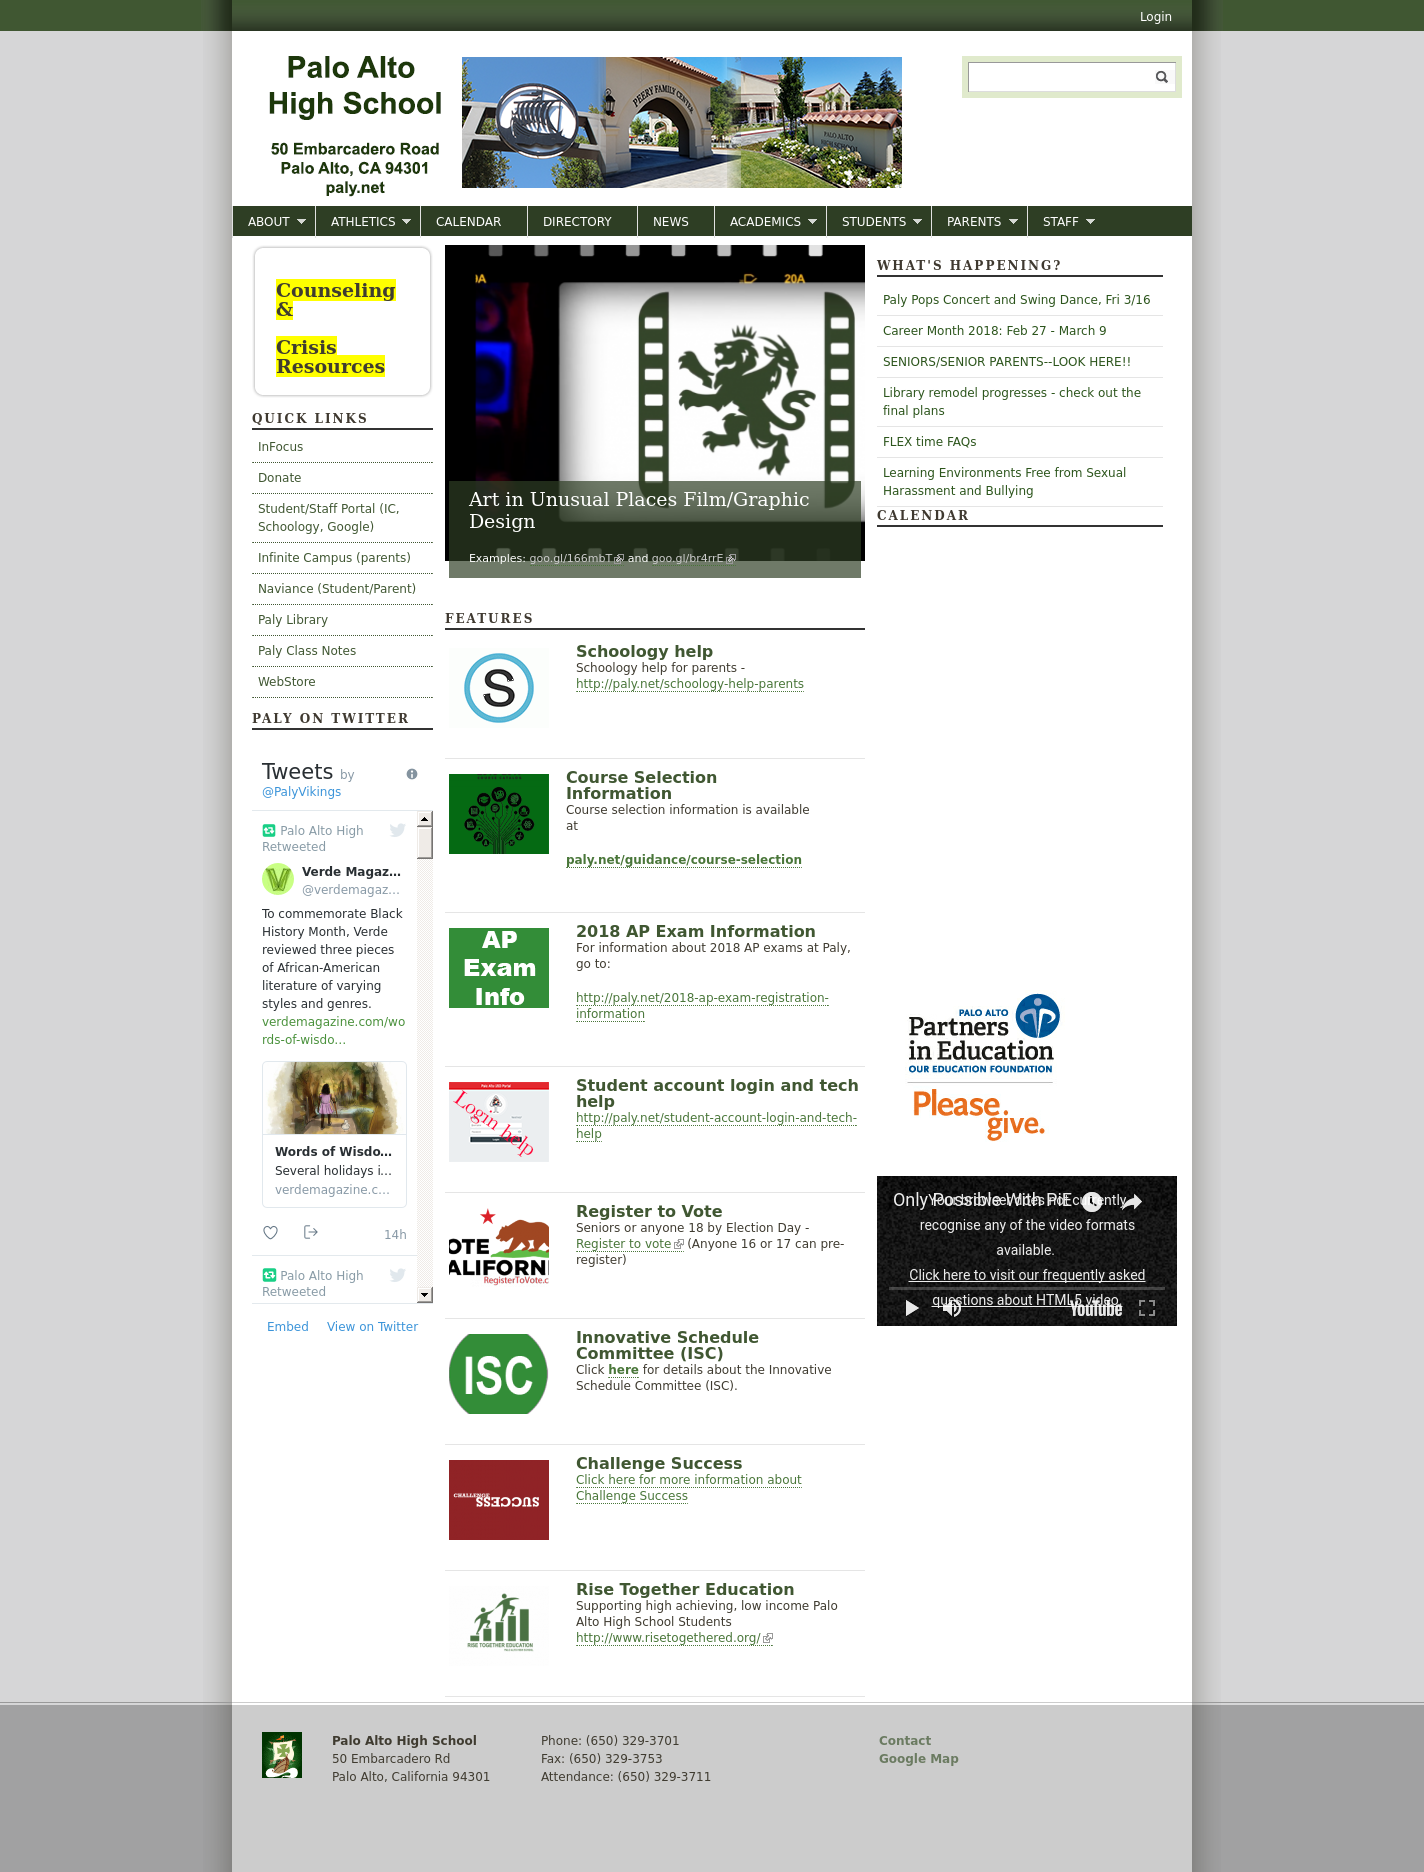 Login
Palo Alto
High School
50 Embarcadero Road
Palo Alto, CA 94301
paly.net
PEERY FAMILY CENTER
PALO ALTO
HIGH SCHOOL
ABOUT
ATHLETICS
CALENDAR
DIRECTORY
NEWS
ACADEMICS
STUDENTS
PARENTS
STAFF
Counseling
&
Crisis
Resources
QUICK LINKS
InFocus
Donate
Student/Staff Portal (IC,
Schoology, Google)
Infinite Campus (parents)
Naviance (Student/Parent)
Paly Library
Paly Class Notes
WebStore
PALY ON TWITTER
Tweets by
@PalyVikings
Palo Alto High
Retweeted
Verde Magaz...
@verdemagaz...
To commemorate Black
History Month, Verde
reviewed three pieces
of African-American
literature of varying
styles and genres.
verdemagazine.com/wo
rds-of-wisdo...
Words of Wisdo...
Several holidays i...
verdemagazine.c...
14h
Palo Alto High
Retweeted
Embed
View on Twitter
20A
Art in Unusual Places Film/Graphic
Design
Examples: goo.gl/166mbT and goo.gl/br4rrE
FEATURES
S
Schoology help
Schoology help for parents -
http://paly.net/schoology-help-parents
Course Selection
Information
Course selection information is available
at
paly.net/guidance/course-selection
AP
Exam
Info
2018 AP Exam Information
For information about 2018 AP exams at Paly,
go to:
http://paly.net/2018-ap-exam-registration-
information
Login help
Student account login and tech
help
http://paly.net/student-account-login-and-tech-
help
OTE
ALIFORNI
RegisterToVote.c
Register to Vote
Seniors or anyone 18 by Election Day -
Register to vote (Anyone 16 or 17 can pre-
register)
ISC
Innovative Schedule
Committee (ISC)
Click here for details about the Innovative
Schedule Committee (ISC).
CHALLENGE
SUCCESS
Challenge Success
Click here for more information about
Challenge Success
RISE TOGETHER EDUCATION
Rise Together Education
Supporting high achieving, low income Palo
Alto High School Students
http://www.risetogethered.org/
WHAT'S HAPPENING?
Paly Pops Concert and Swing Dance, Fri 3/16
Career Month 2018: Feb 27 - March 9
SENIORS/SENIOR PARENTS--LOOK HERE!!
Library remodel progresses - check out the
final plans
FLEX time FAQs
Learning Environments Free from Sexual
Harassment and Bullying
CALENDAR
PALO ALTO
Partners
in Education
OUR EDUCATION FOUNDATION
Please
give.
Only Possible With PiE
Your browser does not currently
recognise any of the video formats
available.
Click here to visit our frequently asked
questions about HTML5 video.
YouTube
Palo Alto High School
50 Embarcadero Rd
Palo Alto, California 94301
Phone: (650) 329-3701
Fax: (650) 329-3753
Attendance: (650) 329-3711
Contact
Google Map